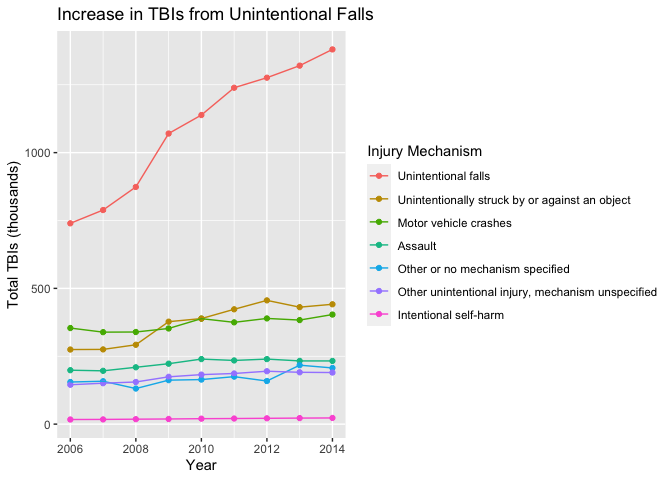 Increase in TBIs from Unintentional Falls
Total TBIs (thousands)
1000
500
0
2006 2008 2010 2012 2014
Year
Injury Mechanism
Unintentional falls
Unintentionally struck by or against an object
Motor vehicle crashes
Assault
Other or no mechanism specified
Other unintentional injury, mechanism unspecified
Intentional self-harm